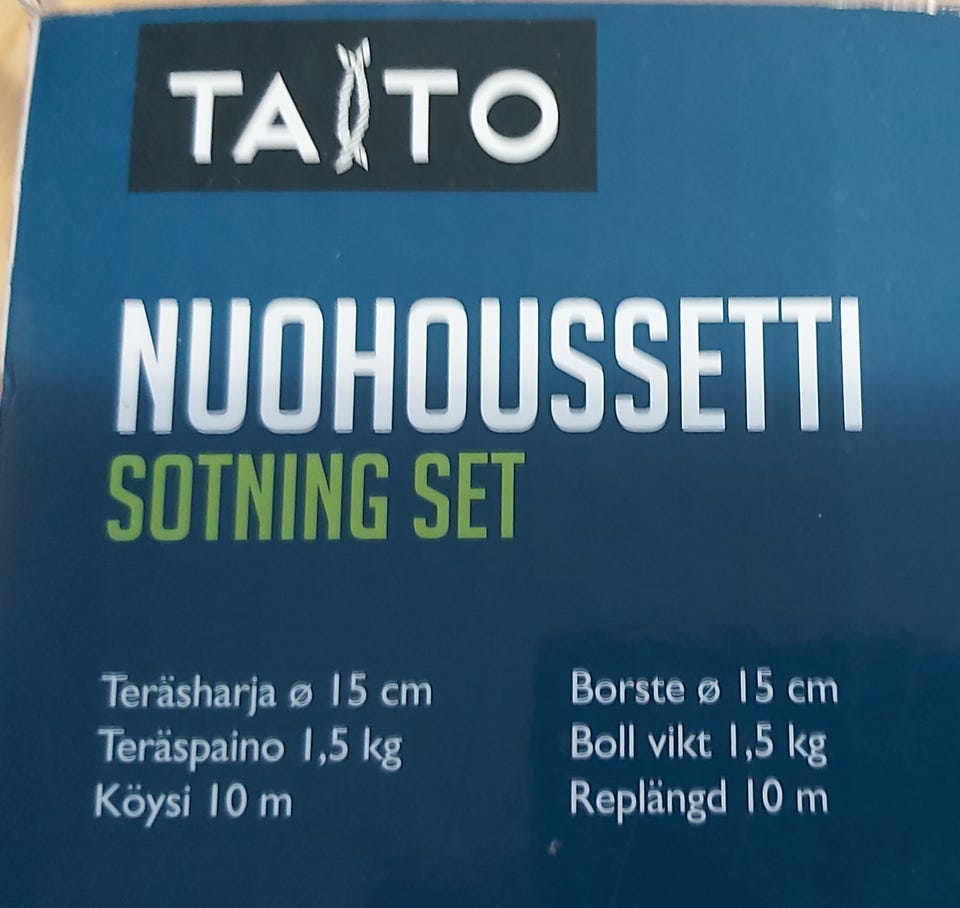 TAITO
NUOHOUSSETTI
SOTNING SET
Teräsharja ø 15 cm
Teräspaino 1,5 kg
Köysi 10 m
Borste ø 15 cm
Boll vikt 1,5 kg
Replängd 10 m